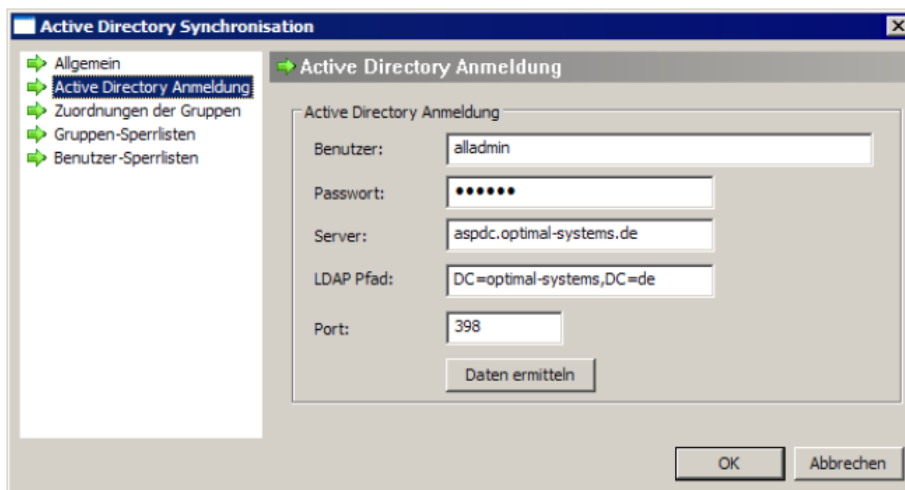 Active Directory Synchronisation
Allgemein
Active Directory Anmeldung
Zuordnungen der Gruppen
Gruppen-Sperrlisten
Benutzer-Sperrlisten
Active Directory Anmeldung
Active Directory Anmeldung
Benutzer: alladmin
Passwort: ••••••
Server: aspdc.optimal-systems.de
LDAP Pfad: DC=optimal-systems,DC=de
Port: 398
Daten ermitteln
OK Abbrechen